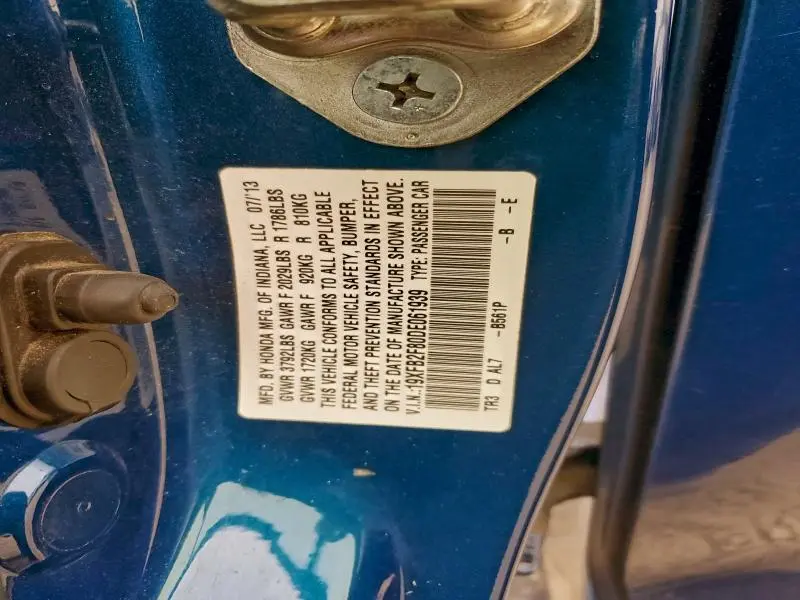 MFD. BY HONDA MFG. OF INDIANA, LLC 07/'13
GVWR 3792LBS GAWR F 2029LBS R 1786LBS
GVWR 1720KG GAWR F 920KG R 810KG
THIS VEHICLE CONFORMS TO ALL APPLICABLE
FEDERAL MOTOR VEHICLE SAFETY, BUMPER,
AND THEFT PREVENTION STANDARDS IN EFFECT
ON THE DATE OF MANUFACTURE SHOWN ABOVE.
V.I.N.:19XFB2F80DE061939 TYPE: PASSENGER CAR
TR3 D AL7 -B561P -B -E